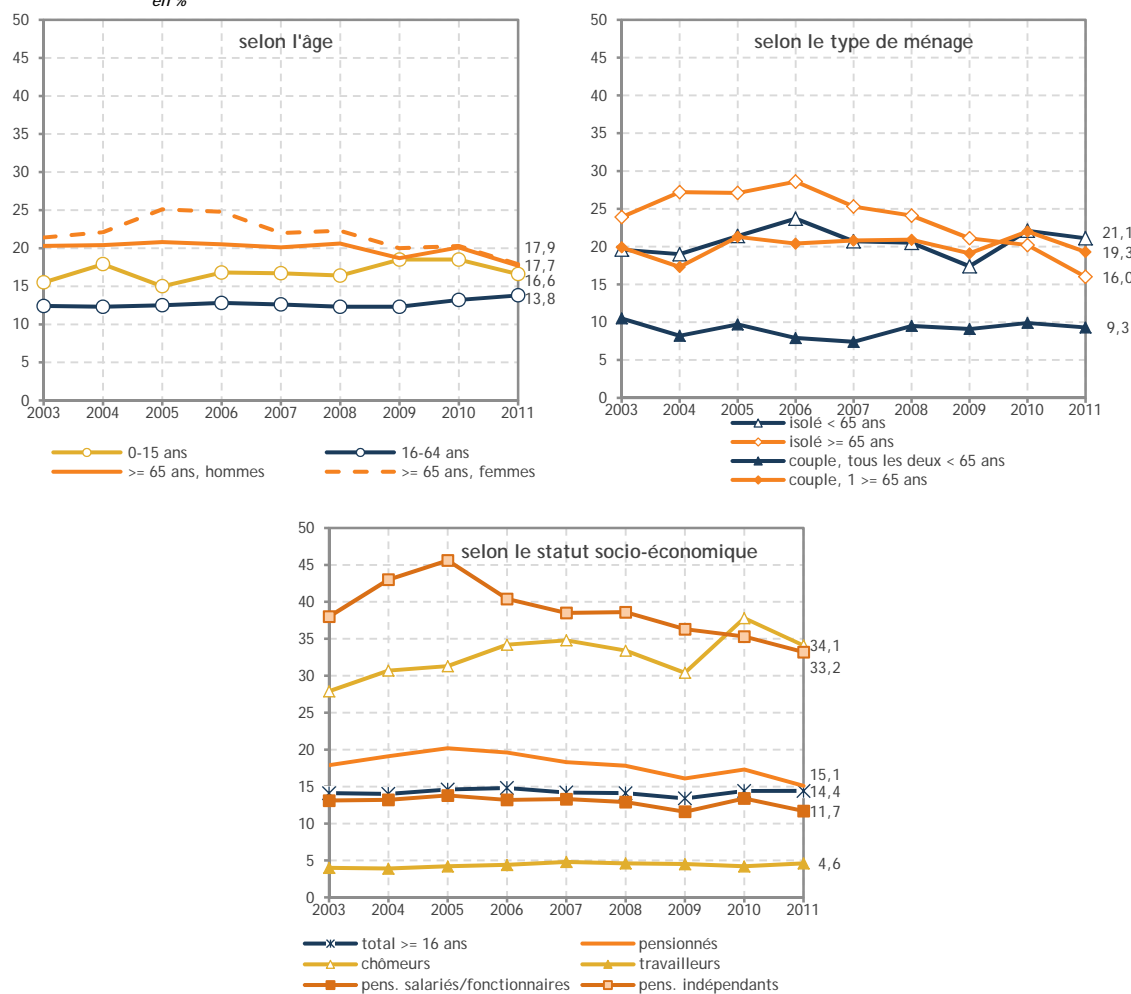 en %
selon l'âge
50
45
40
35
30
25
20
15
10
5
0
17,9
17,7
16,6
13,8
2003 2004 2005 2006 2007 2008 2009 2010 2011
0-15 ans
16-64 ans
>= 65 ans, hommes
>= 65 ans, femmes
selon le type de ménage
50
45
40
35
30
25
20
15
10
5
0
21,1
19,3
16,0
9,3
2003 2004 2005 2006 2007 2008 2009 2010 2011
isolé < 65 ans
isolé >= 65 ans
couple, tous les deux < 65 ans
couple, 1 >= 65 ans
selon le statut socio-économique
50
45
40
35
30
25
20
15
10
5
0
34,1
33,2
15,1
14,4
11,7
4,6
2003 2004 2005 2006 2007 2008 2009 2010 2011
total >= 16 ans
pensionnés
chômeurs
travailleurs
pens. salariés/fonctionnaires
pens. indépendants